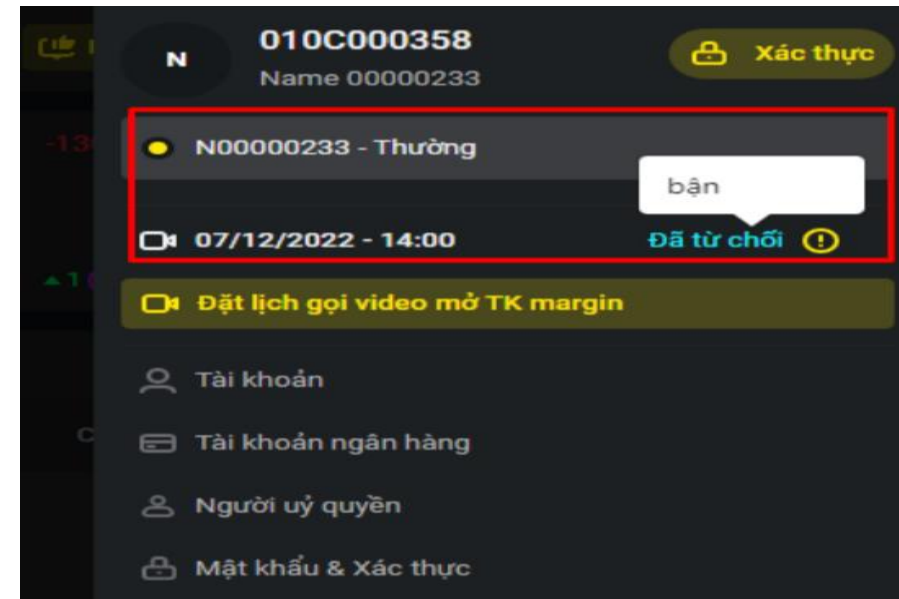 010C000358
N
Xác thực
Name 00000233
-13
N00000233 - Thường
bận
07/12/2022 - 14:00
Đã từ chối
Đặt lịch gọi video mở TK margin
Tài khoản
Tài khoản ngân hàng
Người uỷ quyền
Mật khẩu & Xác thực